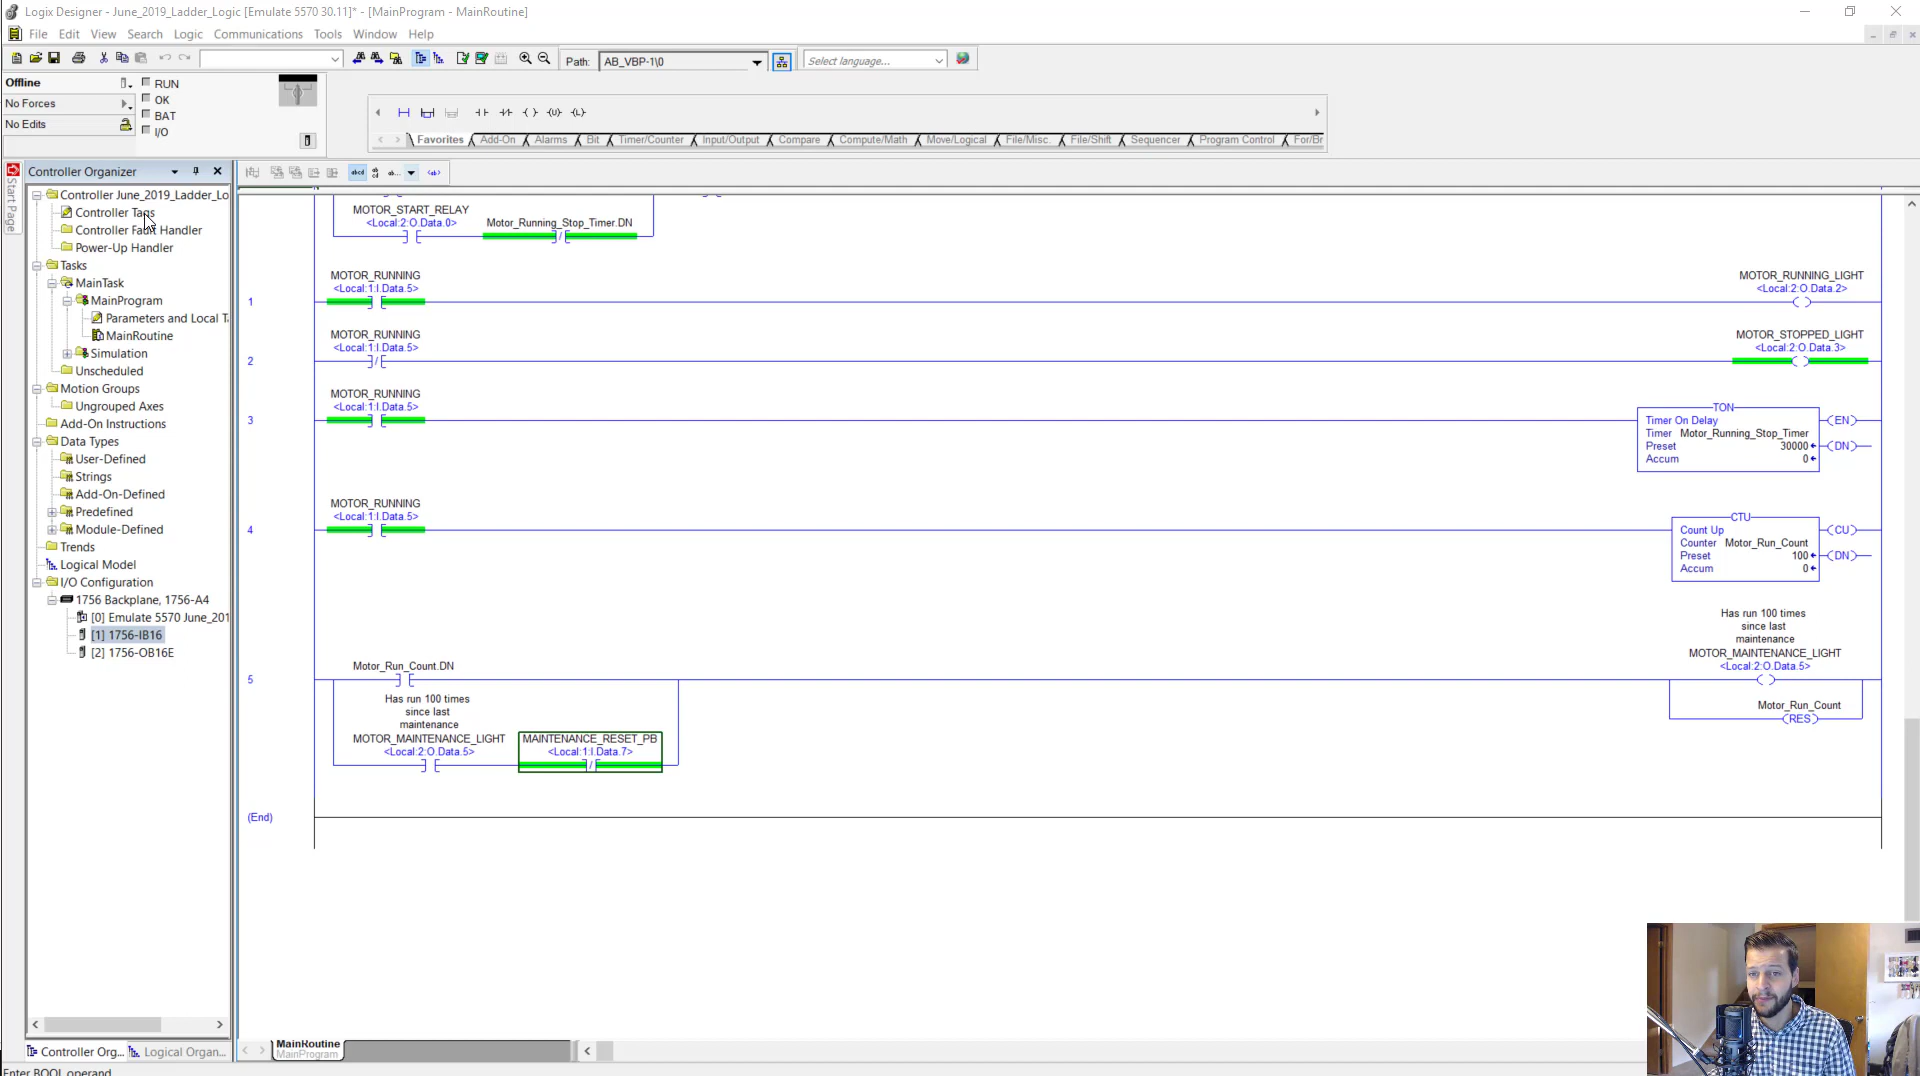 Logix Designer - June_2019_Ladder_Logic [Emulate 5570 30.11]* - [MainProgram - MainRoutine]
File Edit View Search Logic Communications Tools Window Help
Path: AB_VBP-1\0 Select language...
Offline RUN
No Forces OK
No Edits BAT
I/O
Favorites Add-On Alarms Bit Timer/Counter Input/Output Compare Compute/Math Move/Logical File/Misc. File/Shift Sequencer Program Control For/Br
Start Page
Controller Organizer
Controller June_2019_Ladder_Lo
Controller Tags
Controller Fault Handler
Power-Up Handler
Tasks
MainTask
MainProgram
Parameters and Local T
MainRoutine
Simulation
Unscheduled
Motion Groups
Ungrouped Axes
Add-On Instructions
Data Types
User-Defined
Strings
Add-On-Defined
Predefined
Module-Defined
Trends
Logical Model
I/O Configuration
1756 Backplane, 1756-A4
[0] Emulate 5570 June_201
[1] 1756-IB16
[2] 1756-OB16E
Controller Org... Logical Organ...
Enter BOOL operand
MOTOR_START_RELAY
<Local:2:O.Data.0> Motor_Running_Stop_Timer.DN
MOTOR_RUNNING MOTOR_RUNNING_LIGHT
<Local:1:I.Data.5> <Local:2:O.Data.2>
1
MOTOR_RUNNING MOTOR_STOPPED_LIGHT
<Local:1:I.Data.5> <Local:2:O.Data.3>
2
MOTOR_RUNNING
<Local:1:I.Data.5> TON
3 Timer On Delay EN
Timer Motor_Running_Stop_Timer
Preset 30000 DN
Accum 0
MOTOR_RUNNING
<Local:1:I.Data.5> CTU
4 Count Up CU
Counter Motor_Run_Count
Preset 100 DN
Accum 0
Has run 100 times
since last
maintenance
MOTOR_MAINTENANCE_LIGHT
Motor_Run_Count.DN <Local:2:O.Data.5>
5
Has run 100 times Motor_Run_Count
since last RES
maintenance
MOTOR_MAINTENANCE_LIGHT MAINTENANCE_RESET_PB
<Local:2:O.Data.5> <Local:1:I.Data.7>
(End)
MainRoutine
MainProgram